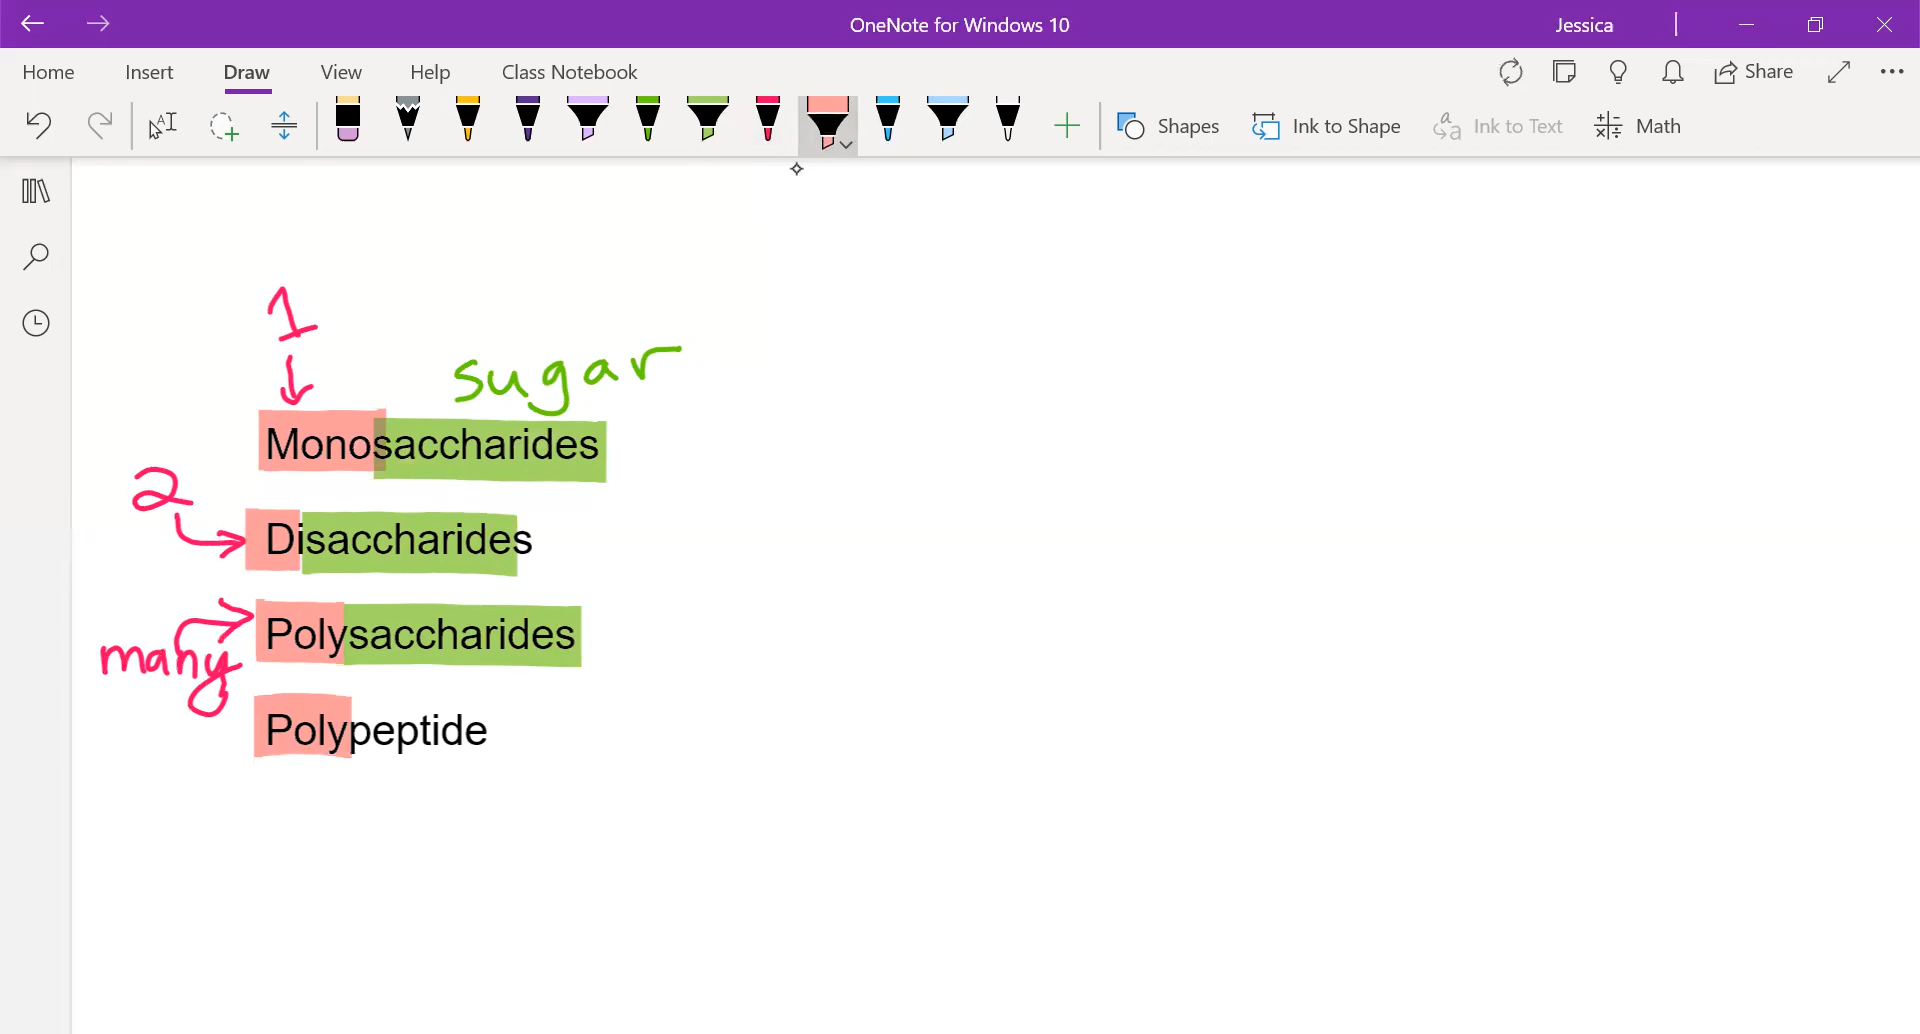 OneNote for Windows 10 Jessica
Home Insert Draw View Help Class Notebook Share
Shapes Ink to Shape Ink to Text Math
1
sugar
Monosaccharides
2
Disaccharides
many
Polysaccharides
Polypeptide